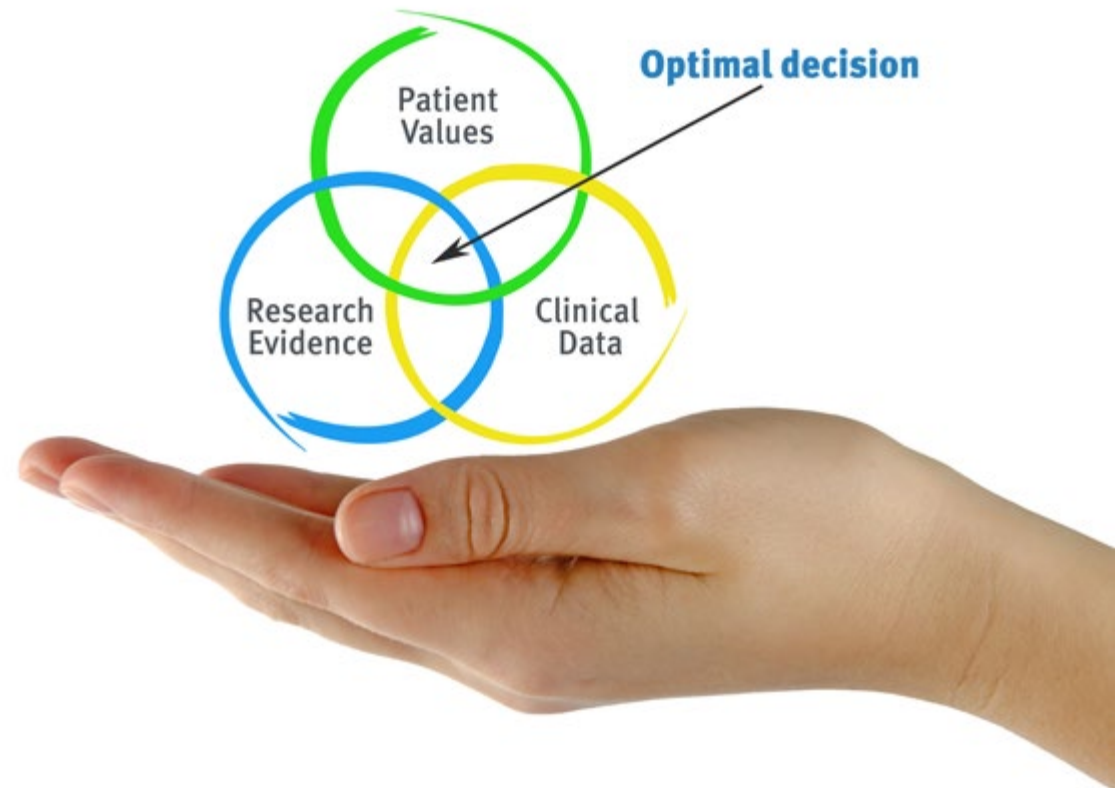 Optimal decision
Patient
Values
Research
Evidence
Clinical
Data